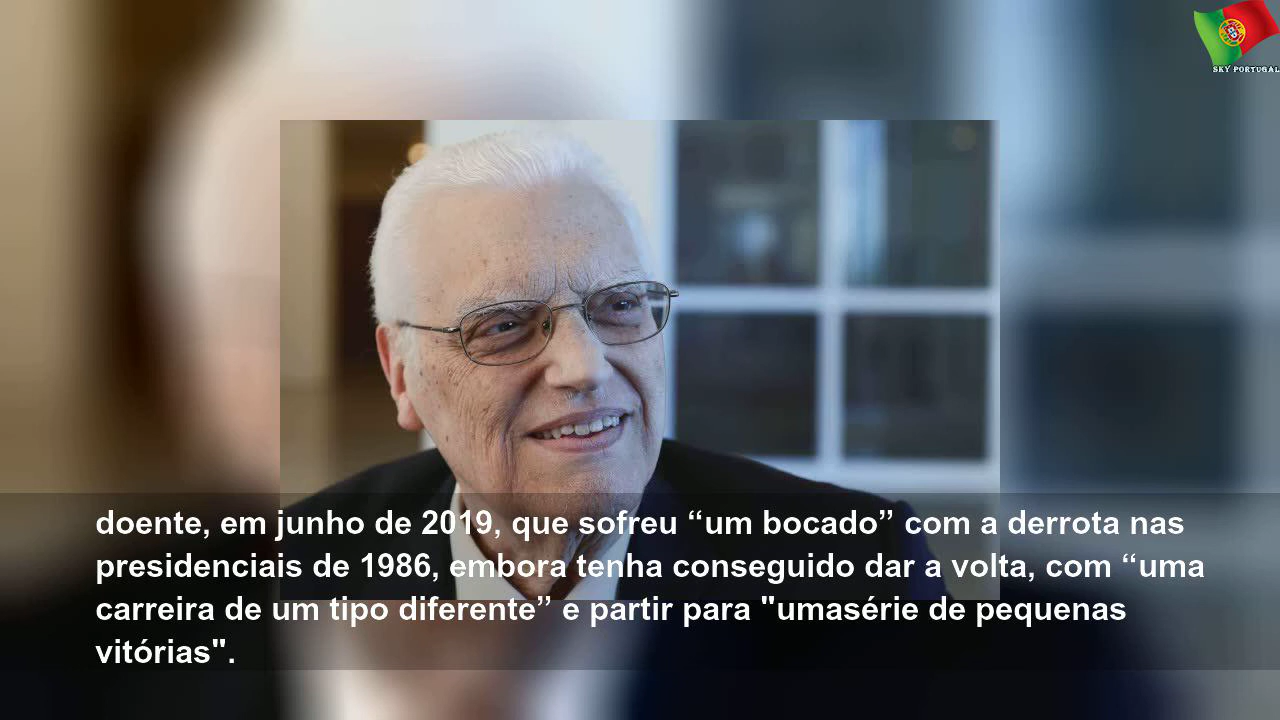 SKY PORTUGAL
doente, em junho de 2019, que sofreu “um bocado” com a derrota nas
presidenciais de 1986, embora tenha conseguido dar a volta, com “uma
carreira de um tipo diferente” e partir para "umasérie de pequenas
vitórias".